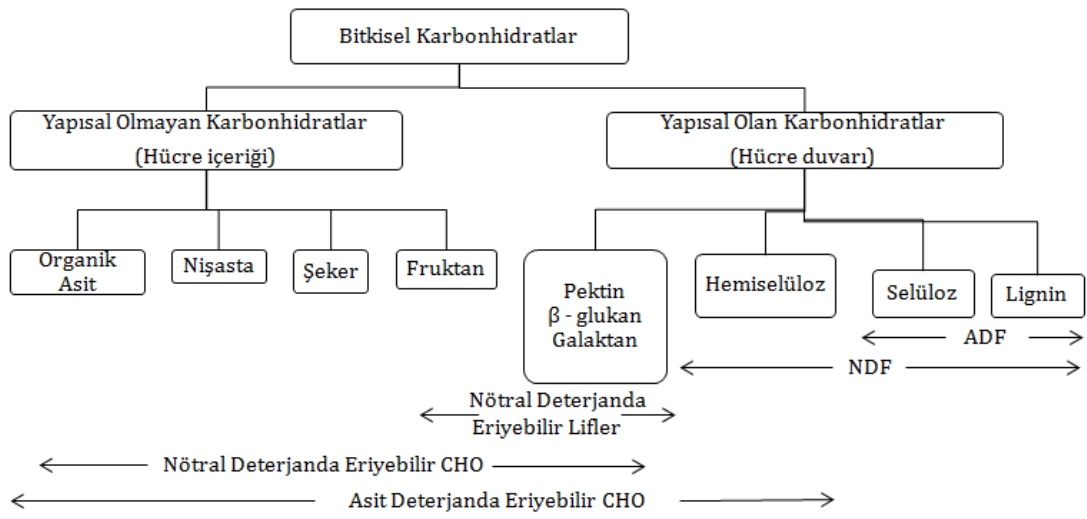 Bitkisel Karbonhidratlar
Yapısal Olmayan Karbonhidratlar
(Hücre içeriği)
Yapısal Olan Karbonhidratlar
(Hücre duvarı)
Organik
Asit
Nişasta
Şeker
Fruktan
Pektin
β - glukan
Galaktan
Hemiselüloz
Selüloz
Lignin
ADF
NDF
Nötral Deterjanda
Eriyebilir Lifler
Nötral Deterjanda Eriyebilir CHO
Asit Deterjanda Eriyebilir CHO